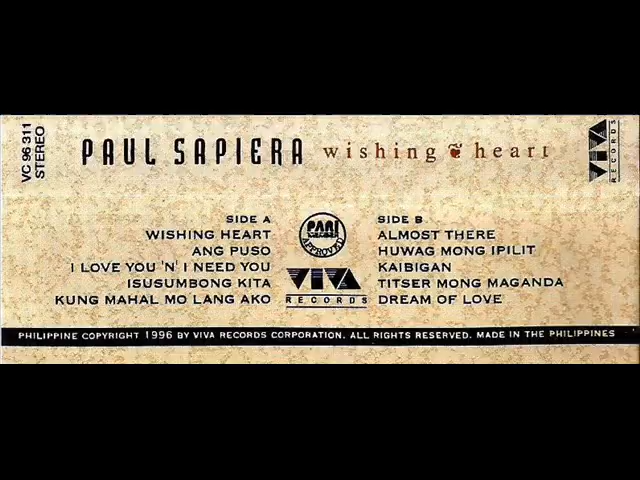 VC 96 311
STEREO
PAUL SAPIERA wishing heart
VIVA
RECORDS
SIDE A
WISHING HEART
ANG PUSO
I LOVE YOU 'N' I NEED YOU
ISUSUMBONG KITA
KUNG MAHAL MO LANG AKO
PARI
APPROVED
VIVA
RECORDS
SIDE B
ALMOST THERE
HUWAG MONG IPILIT
KAIBIGAN
TITSER MONG MAGANDA
DREAM OF LOVE
PHILIPPINE COPYRIGHT 1996 BY VIVA RECORDS CORPORATION. ALL RIGHTS RESERVED. MADE IN THE PHILIPPINES